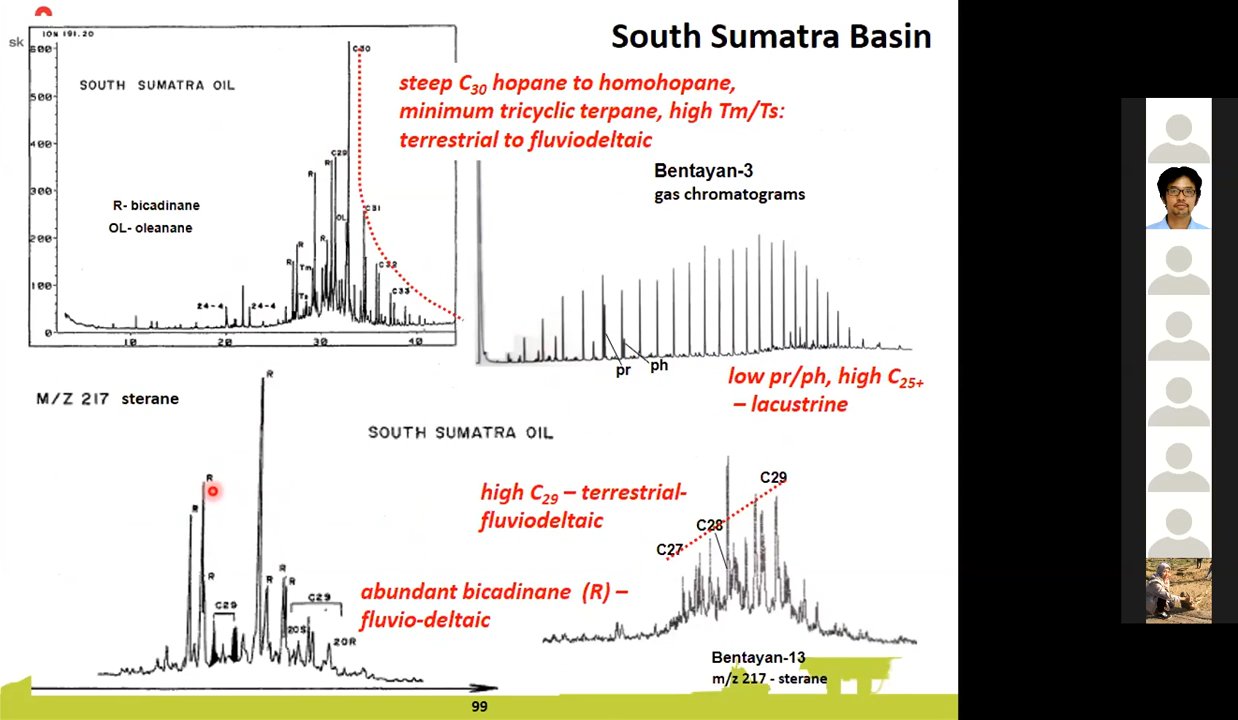 South Sumatra Basin
sk
ION 191.20
SOUTH SUMATRA OIL
600
500
400
300
200
100
0
10
20
30
40
R- bicadinane
OL- oleanane
C30
C29
R
R
OL
C31
R
R
R
Tm
Ts
C32
C33
24-4
24-4
steep C30 hopane to homohopane,
minimum tricyclic terpane, high Tm/Ts:
terrestrial to fluviodeltaic
Bentayan-3
gas chromatograms
pr
ph
low pr/ph, high C25+
– lacustrine
M/Z 217 sterane
SOUTH SUMATRA OIL
R
R
R
R
R
R
R
C29
C29
20S
20R
high C29 – terrestrial-
fluviodeltaic
abundant bicadinane (R) –
fluvio-deltaic
C27
C28
C29
Bentayan-13
m/z 217 - sterane
99